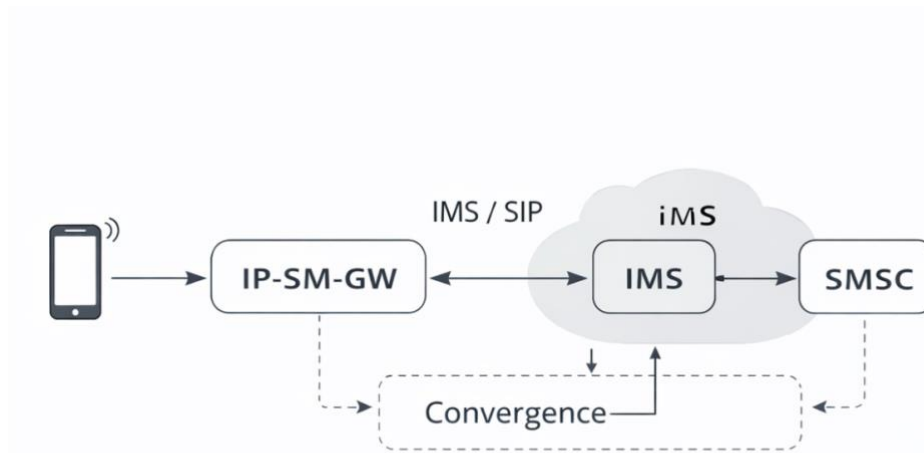 IMS / SIP
iMS
IP-SM-GW
IMS
SMSC
Convergence